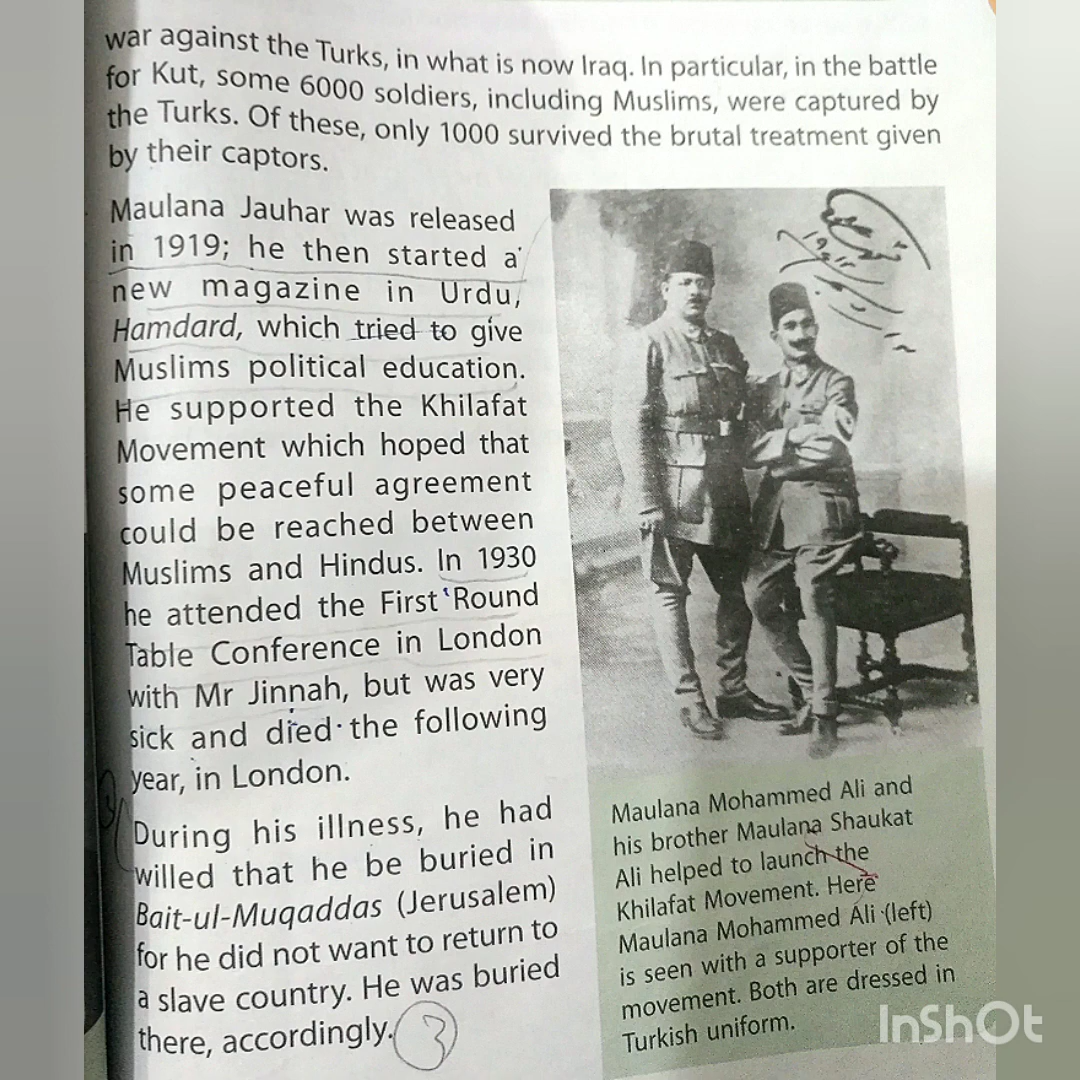 war against the Turks, in what is now Iraq. In particular, in the battle
for Kut, some 6000 soldiers, including Muslims, were captured by
the Turks. Of these, only 1000 survived the brutal treatment given
by their captors.
Maulana Jauhar was released
in 1919; he then started a
new magazine in Urdu,
Hamdard, which tried to give
Muslims political education.
He supported the Khilafat
Movement which hoped that
some peaceful agreement
could be reached between
Muslims and Hindus. In 1930
he attended the First Round
Table Conference in London
with Mr Jinnah, but was very
sick and died the following
year, in London.
During his illness, he had
willed that he be buried in
Bait-ul-Muqaddas (Jerusalem)
for he did not want to return to
a slave country. He was buried
there, accordingly.
3
Maulana Mohammed Ali and
his brother Maulana Shaukat
Ali helped to launch the
Khilafat Movement. Here
Maulana Mohammed Ali (left)
is seen with a supporter of the
movement. Both are dressed in
Turkish uniform.
InShOt